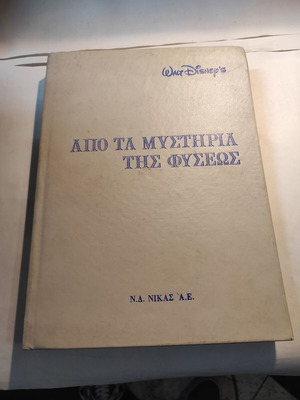 WALT DISNEY'S
ΑΠΟ ΤΑ ΜΥΣΤΗΡΙΑ
ΤΗΣ ΦΥΣΕΩΣ
Ν.Δ. ΝΙΚΑΣ Α.Ε.